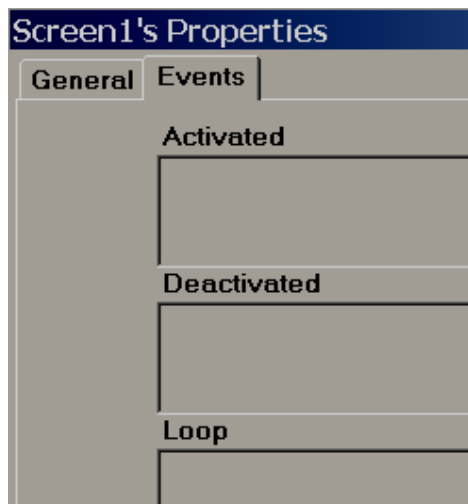 Screen1's Properties
General Events
Activated
Deactivated
Loop